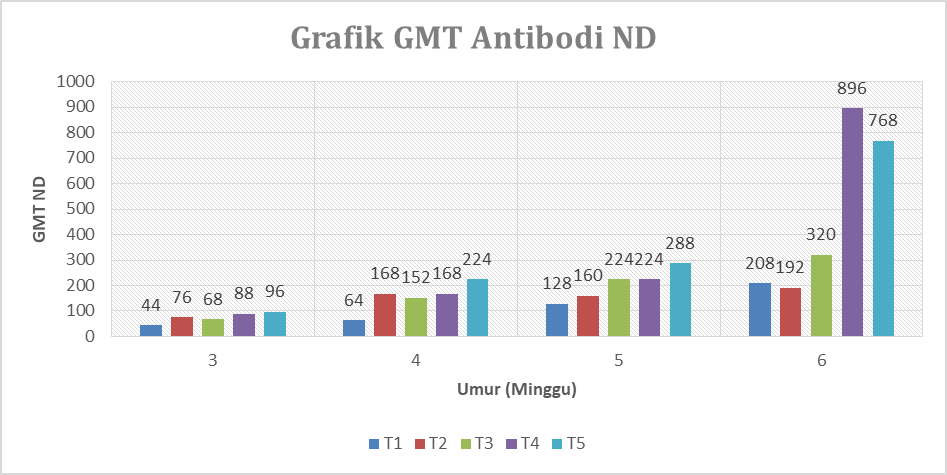 Grafik GMT Antibodi ND
GMT ND
1000
900
800
700
600
500
400
300
200
100
0
44 76 68 88 96
64 168 152 168 224
128 160 224 224 288
208 192 320 896 768
3 4 5 6
Umur (Minggu)
T1 T2 T3 T4 T5